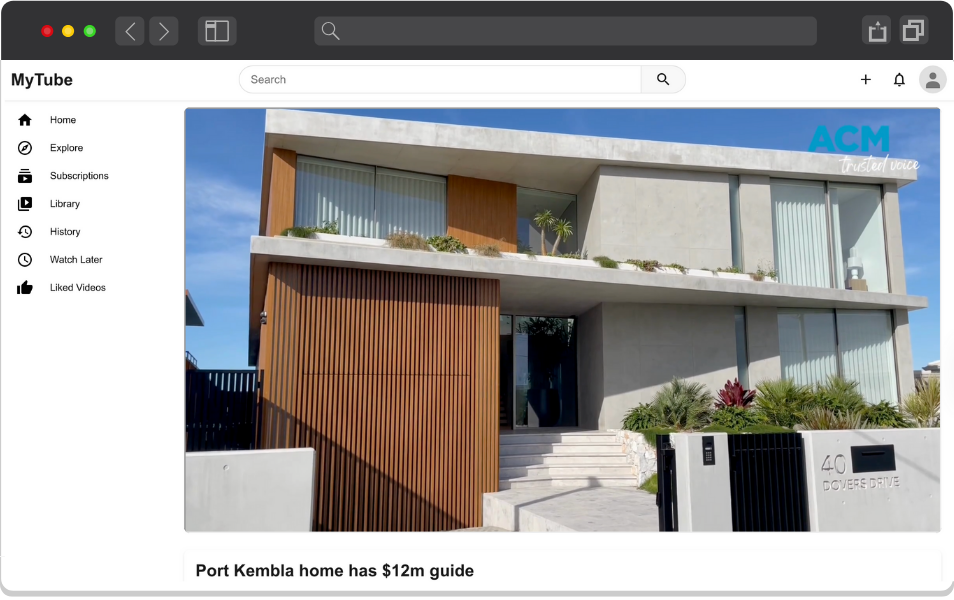 MyTube
Search
Home
Explore
Subscriptions
Library
History
Watch Later
Liked Videos
ACM
trusted voice
40
DOVERS DRIVE
Port Kembla home has $12m guide